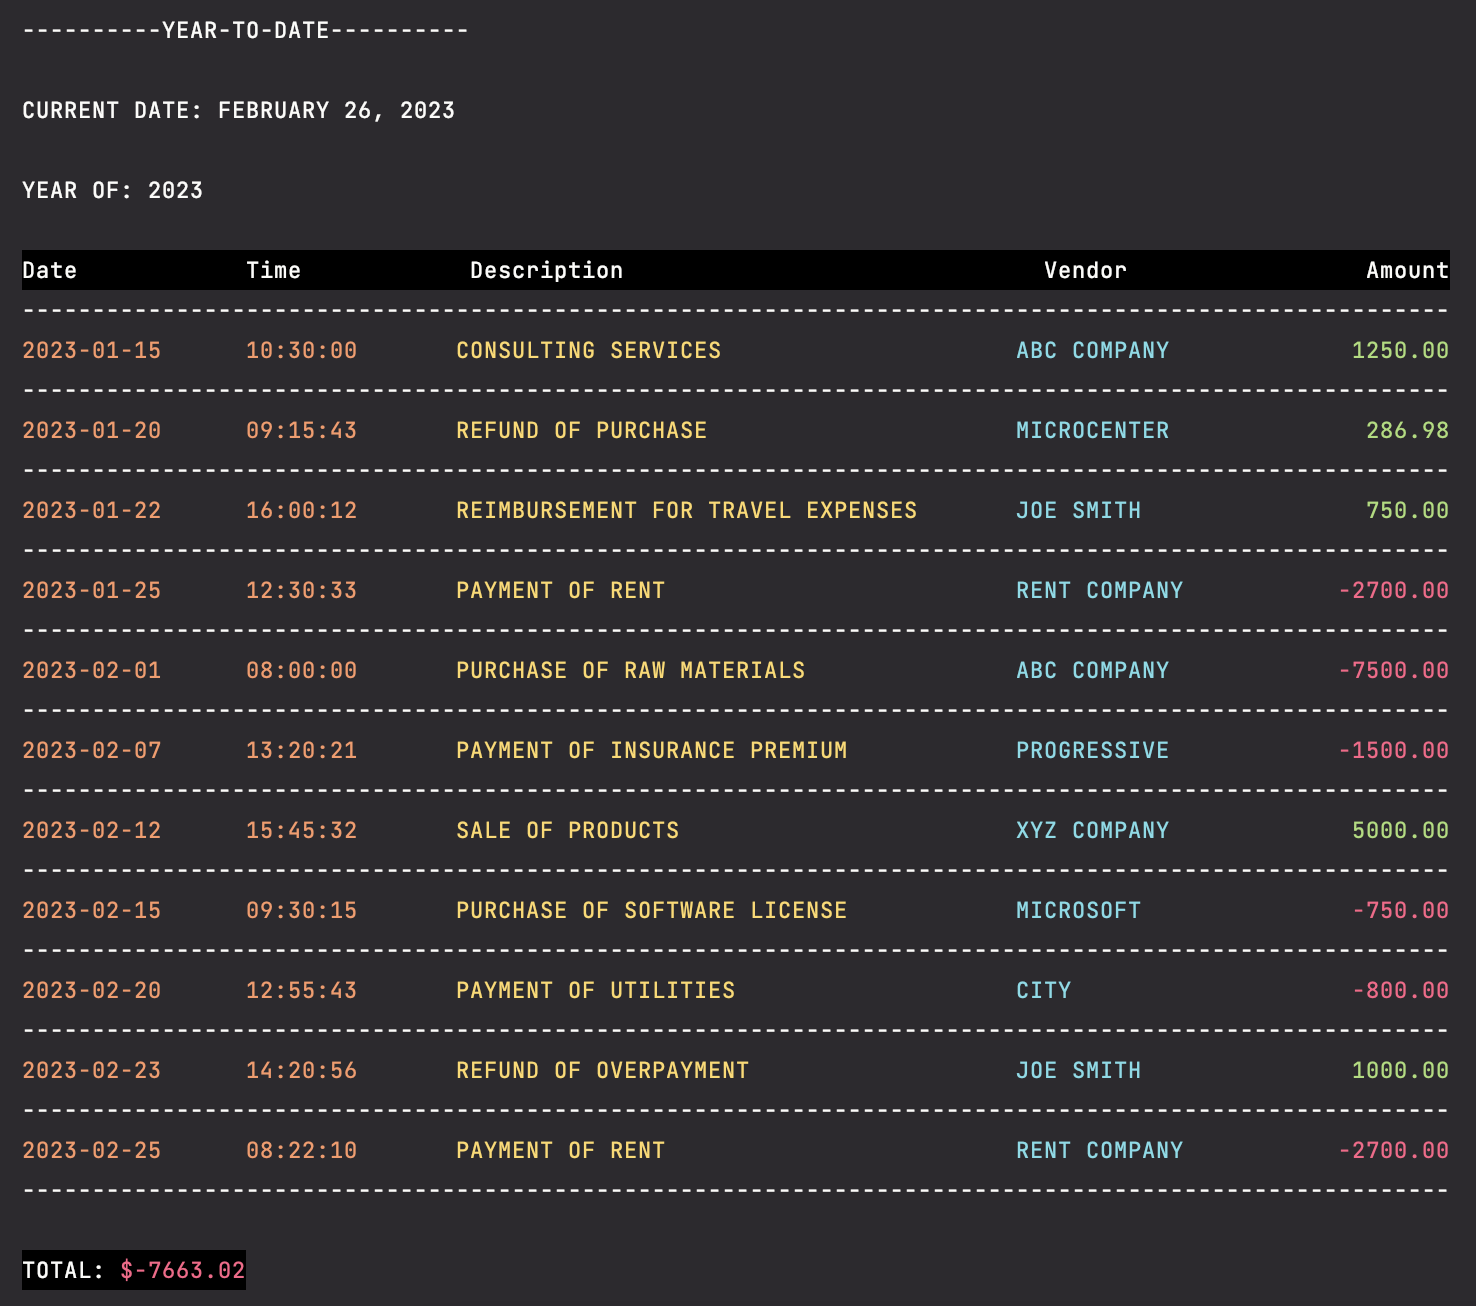 ----------YEAR-TO-DATE----------
CURRENT DATE: FEBRUARY 26, 2023
YEAR OF: 2023
Date Time Description Vendor Amount
------------------------------------------------------------------------------------------------------
2023-01-15 10:30:00 CONSULTING SERVICES ABC COMPANY 1250.00
------------------------------------------------------------------------------------------------------
2023-01-20 09:15:43 REFUND OF PURCHASE MICROCENTER 286.98
------------------------------------------------------------------------------------------------------
2023-01-22 16:00:12 REIMBURSEMENT FOR TRAVEL EXPENSES JOE SMITH 750.00
------------------------------------------------------------------------------------------------------
2023-01-25 12:30:33 PAYMENT OF RENT RENT COMPANY -2700.00
------------------------------------------------------------------------------------------------------
2023-02-01 08:00:00 PURCHASE OF RAW MATERIALS ABC COMPANY -7500.00
------------------------------------------------------------------------------------------------------
2023-02-07 13:20:21 PAYMENT OF INSURANCE PREMIUM PROGRESSIVE -1500.00
------------------------------------------------------------------------------------------------------
2023-02-12 15:45:32 SALE OF PRODUCTS XYZ COMPANY 5000.00
------------------------------------------------------------------------------------------------------
2023-02-15 09:30:15 PURCHASE OF SOFTWARE LICENSE MICROSOFT -750.00
------------------------------------------------------------------------------------------------------
2023-02-20 12:55:43 PAYMENT OF UTILITIES CITY -800.00
------------------------------------------------------------------------------------------------------
2023-02-23 14:20:56 REFUND OF OVERPAYMENT JOE SMITH 1000.00
------------------------------------------------------------------------------------------------------
2023-02-25 08:22:10 PAYMENT OF RENT RENT COMPANY -2700.00
------------------------------------------------------------------------------------------------------
TOTAL: $-7663.02